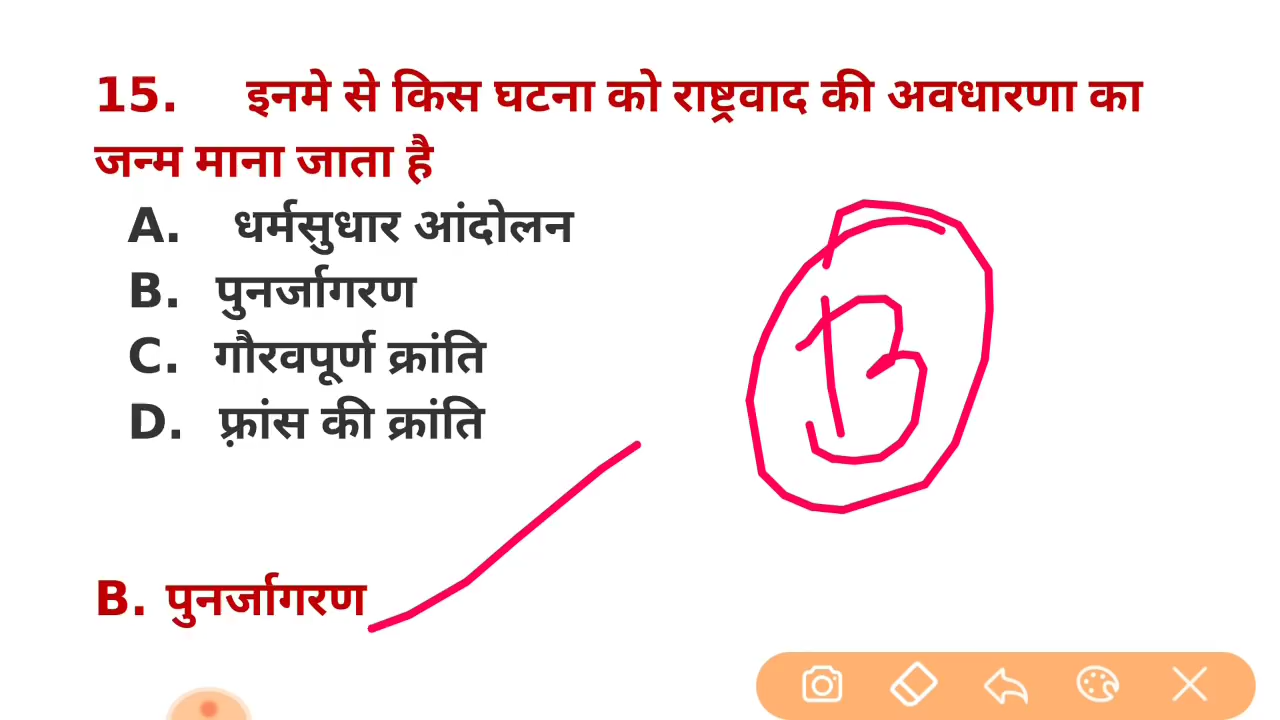 15. इनमे से किस घटना को राष्ट्रवाद की अवधारणा का
जन्म माना जाता है
A. धर्मसुधार आंदोलन
B. पुनर्जागरण
C. गौरवपूर्ण क्रांति
D. फ़्रांस की क्रांति
B
B. पुनर्जागरण